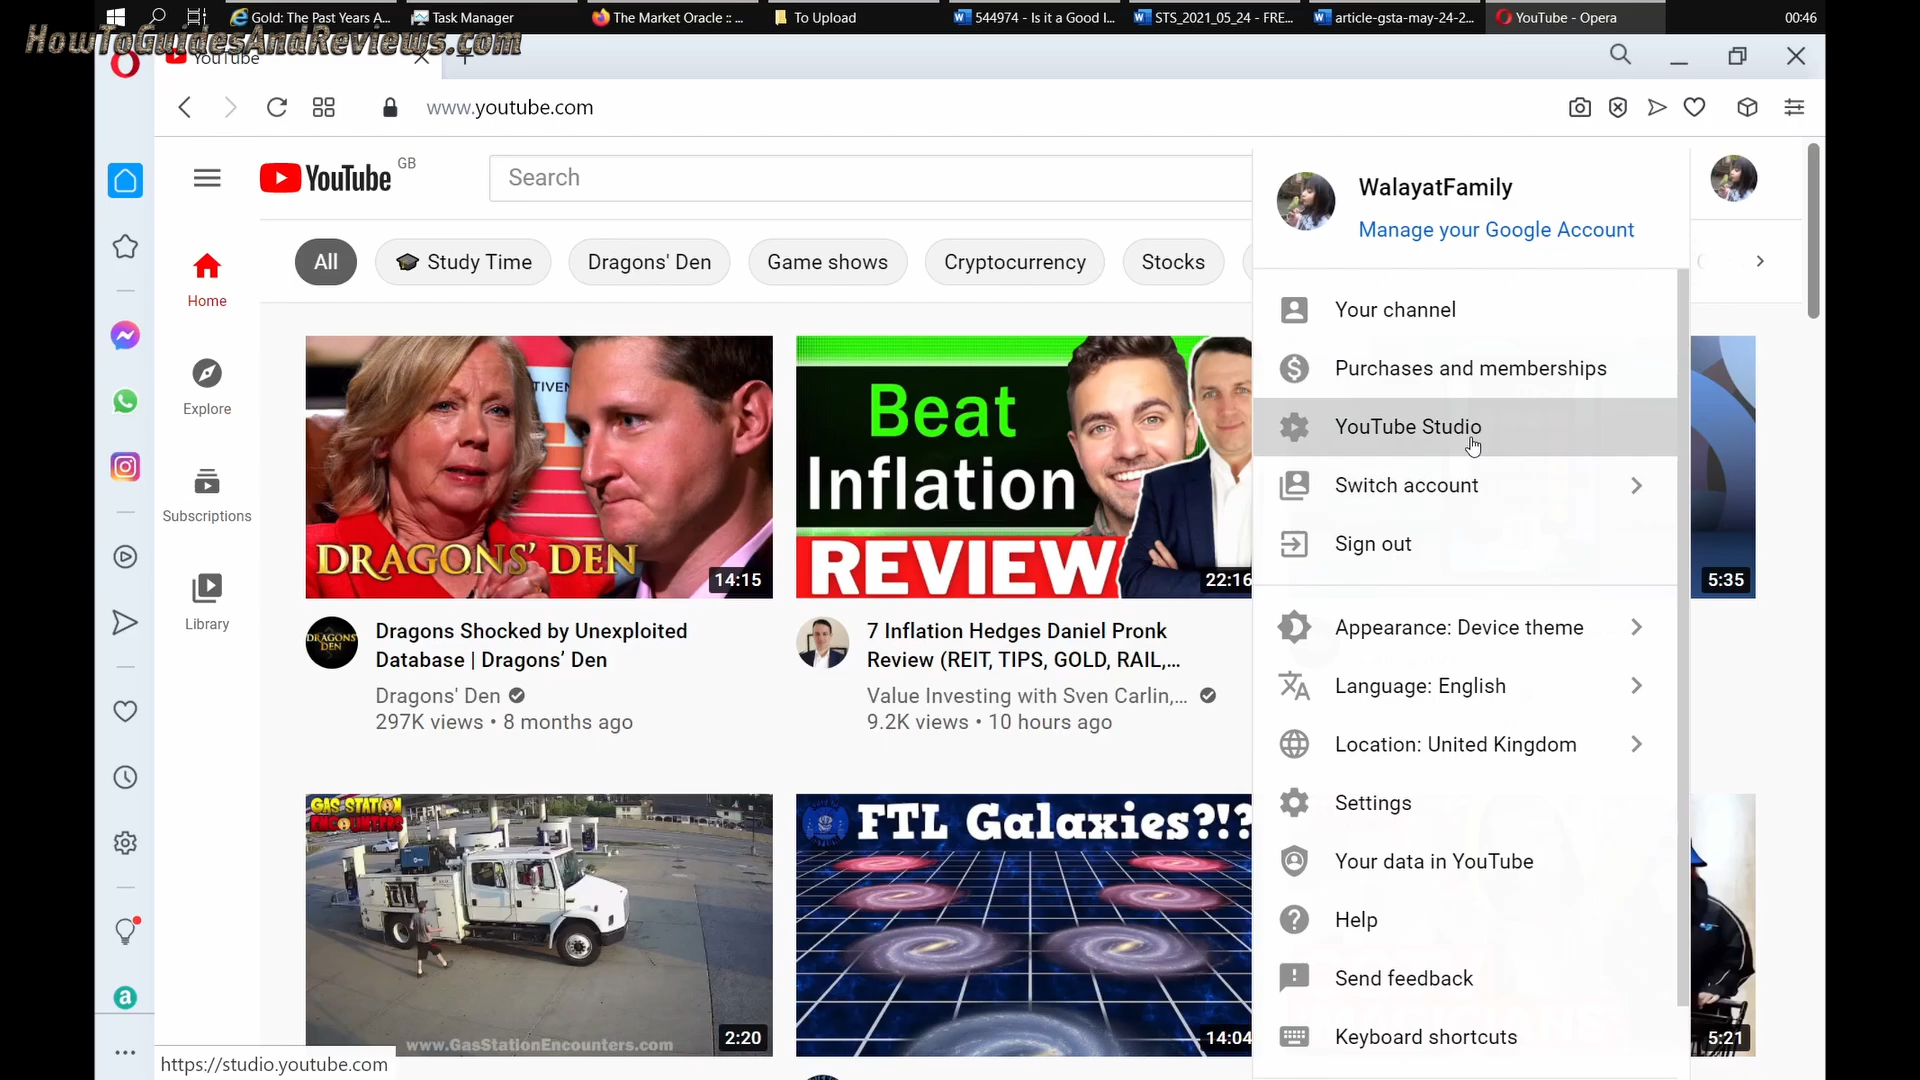 Gold: The Past Years A...
Task Manager
The Market Oracle :: ...
To Upload
544974 - Is it a Good I...
STS_2021_05_24 - FRE...
article-gsta-may-24-2...
YouTube - Opera
00:46
HowToGuidesAndReviews.com
YouTube
www.youtube.com
YouTube
GB
Search
All
Study Time
Dragons' Den
Game shows
Cryptocurrency
Stocks
WalayatFamily
Manage your Google Account
Your channel
Purchases and memberships
YouTube Studio
Switch account
Sign out
Appearance: Device theme
Language: English
Location: United Kingdom
Settings
Your data in YouTube
Help
Send feedback
Keyboard shortcuts
Home
Explore
Subscriptions
Library
DRAGONS' DEN
14:15
Beat
Inflation
REVIEW
22:16
5:35
DRAGONS' DEN
Dragons Shocked by Unexploited
Database | Dragons’ Den
Dragons' Den
297K views • 8 months ago
7 Inflation Hedges Daniel Pronk
Review (REIT, TIPS, GOLD, RAIL,...
Value Investing with Sven Carlin,...
9.2K views • 10 hours ago
GAS STATION
ENCOUNTERS
www.GasStationEncounters.com
2:20
FTL Galaxies?!?
14:04
5:21
https://studio.youtube.com